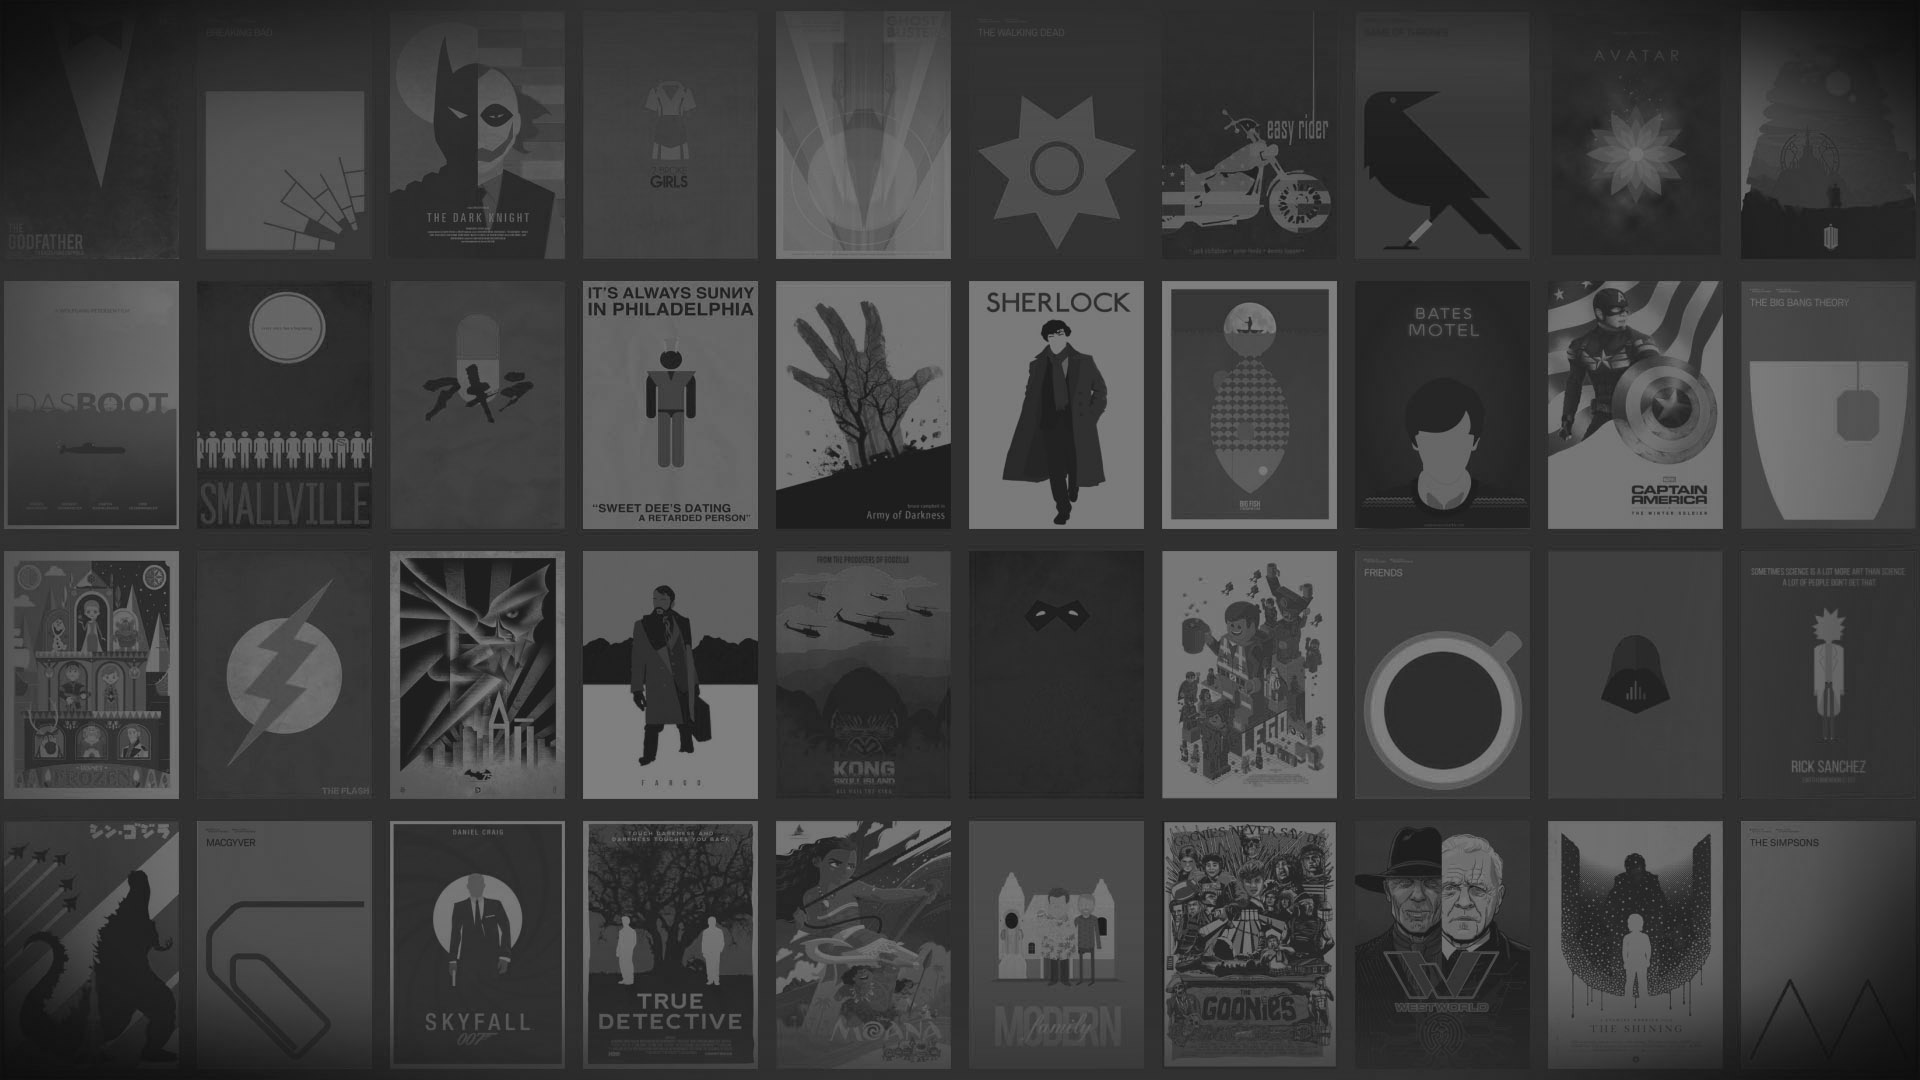 BREAKING BAD
GHOST
BUSTERS
THE WALKING DEAD
GAME OF THRONES
AVATAR
easy rider
THE
GODFATHER
THE DARK KNIGHT
2 BROKE
GIRLS
IT'S ALWAYS SUNNY
IN PHILADELPHIA
SHERLOCK
BATES
MOTEL
THE BIG BANG THEORY
DAS BOOT
SMALLVILLE
アキラ
"SWEET DEE'S DATING
A RETARDED PERSON"
Army of Darkness
BIG FISH
CAPTAIN
AMERICA
THE WINTER SOLDIER
FROM THE PRODUCERS OF GODZILLA
FRIENDS
SOMETIMES SCIENCE IS A LOT MORE ART THAN SCIENCE
A LOT OF PEOPLE DON'T GET THAT
FROZEN
THE FLASH
FARGO
KONG
SKULL ISLAND
ALL HAIL THE KING
LEGO
RICK SANCHEZ
シン・ゴジラ
MACGYVER
DANIEL CRAIG
TOUCH DARKNESS AND
DARKNESS TOUCHES YOU BACK
GOONIES NEVER SAY DIE
THE SIMPSONS
SKYFALL
007
TRUE
DETECTIVE
MOANA
MODERN
family
THE
GOONIES
WESTWORLD
THE SHINING